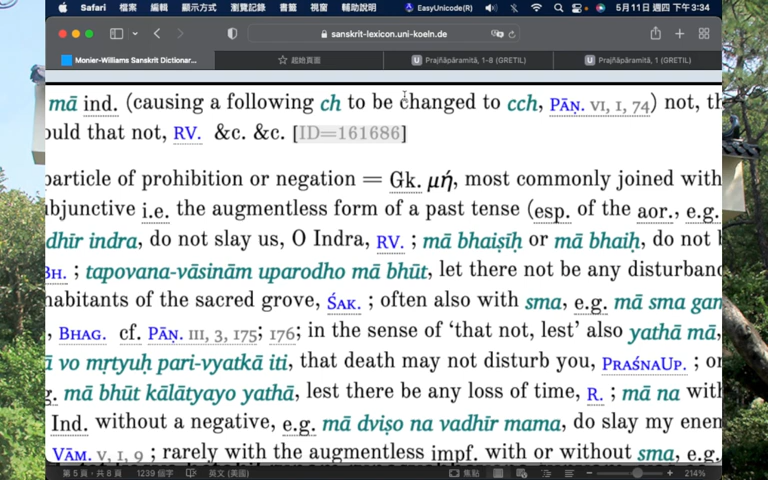 Safari 檔案 編輯 顯示方式 瀏覽記錄 書籤 視窗 輔助說明 EasyUnicode(R) 5月11日 週四 下午 3:34
sanskrit-lexicon.uni-koeln.de
Monier-Williams Sanskrit Dictionar... 起始頁面 Prajñāpāramitā, 1-8 (GRETIL) Prajñāpāramitā, 1 (GRETIL)
mā ind. (causing a following ch to be changed to cch, PĀṆ. VI, 1, 74) not, th
ould that not, RV. &c. &c. [ID=161686]
particle of prohibition or negation = Gk. μή, most commonly joined with
ubjunctive i.e. the augmentless form of a past tense (esp. of the aor., e.g.
dhīr indra, do not slay us, O Indra, RV. ; mā bhaiṣīḥ or mā bhaiḥ, do not b
BH. ; tapovana-vāsinām uparodho mā bhūt, let there not be any disturbanc
habitants of the sacred grove, ŚAK. ; often also with sma, e.g. mā sma gam
, BHAG. cf. PĀṆ. III, 3, 175; 176; in the sense of ‘that not, lest’ also yathā mā,
ā vo mṛtyuḥ pari-vyatkā iti, that death may not disturb you, PRAŚNAUP. ; or
g. mā bhūt kālātyayo yathā, lest there be any loss of time, R. ; mā na with
Ind. without a negative, e.g. mā dviṣo na vadhīr mama, do slay my enem
VĀM. V, 1, 9 ; rarely with the augmentless impf. with or without sma, e.g.
第 5 頁，共 8 頁 1239 個字 英文 (美國) 焦點 214%